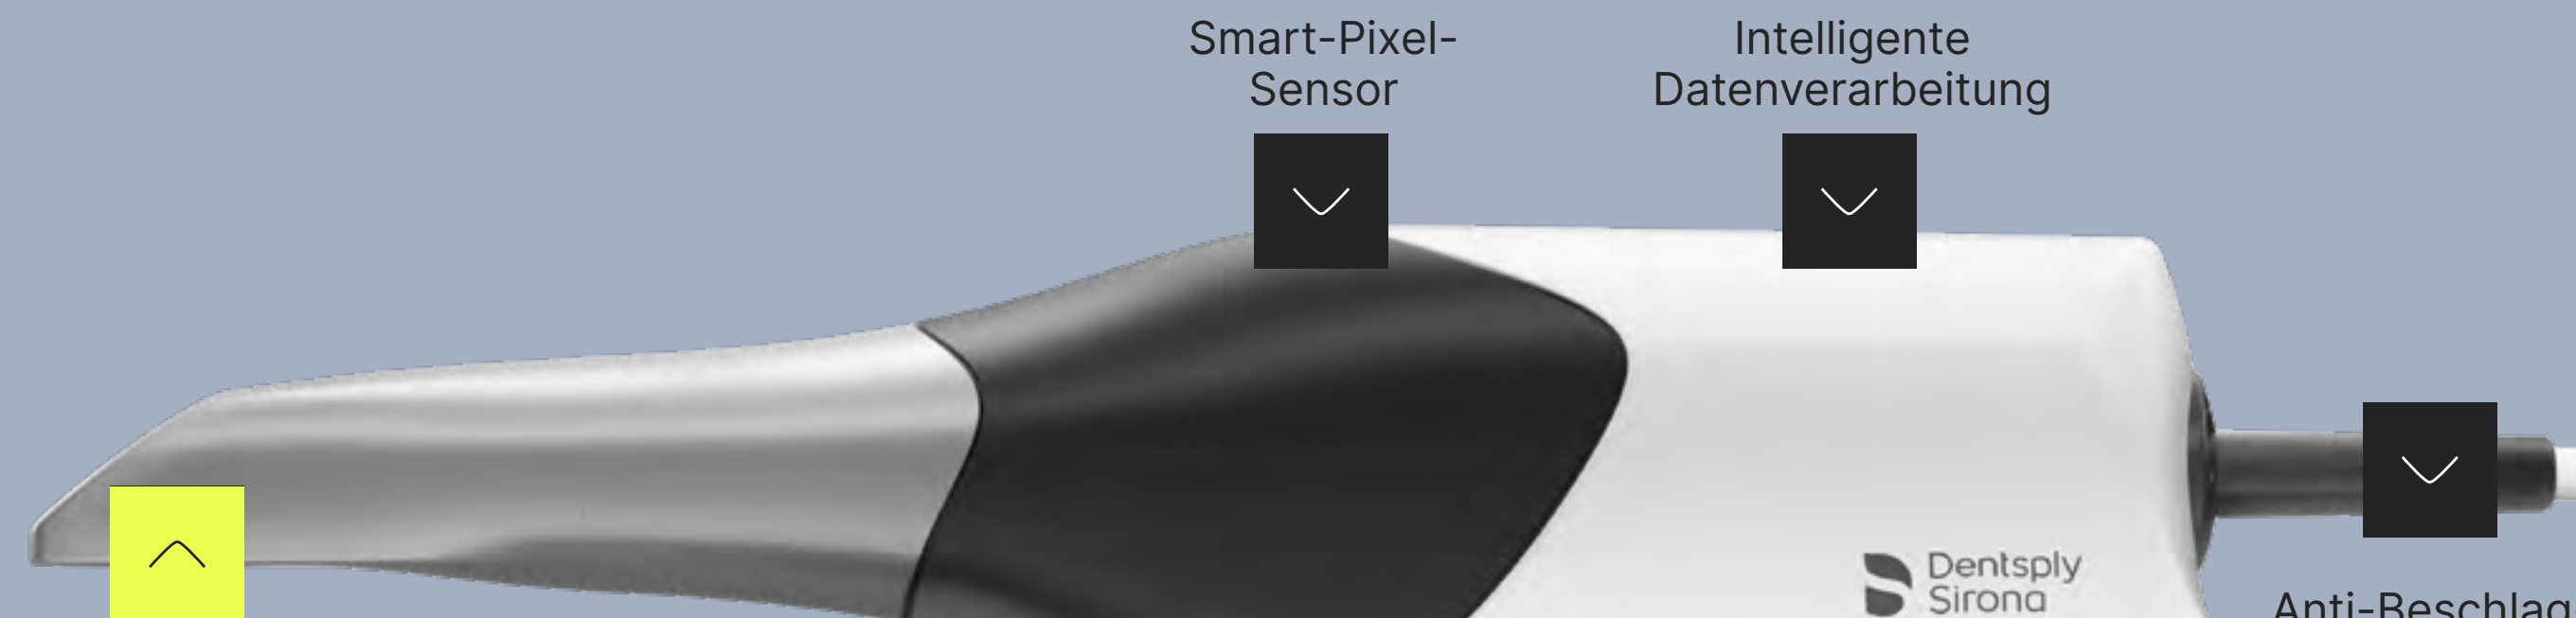 Smart-Pixel-
Sensor
Intelligente
Datenverarbeitung
Dentsply
Sirona
Anti-Beschlag